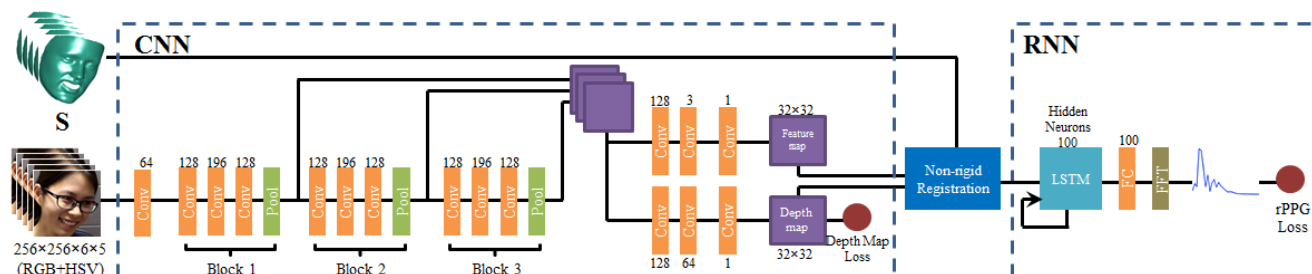 CNN
RNN
S
64
Conv
128 196 128
Conv Conv Conv Pool
128 196 128
Conv Conv Conv Pool
128 196 128
Conv Conv Conv Pool
256×256×6×5
(RGB+HSV)
Block 1
Block 2
Block 3
128 3 1
Conv Conv Conv
32×32
Feature
map
Conv Conv Conv
128 64 1
Depth
map
32×32
Depth Map
Loss
Non-rigid
Registration
Hidden
Neurons
100
LSTM
100
FC
FFT
rPPG
Loss